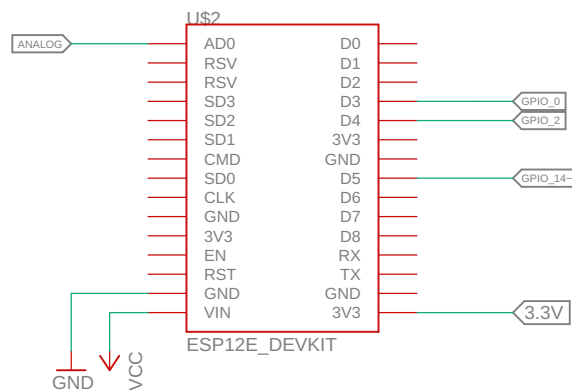 U$2
ANALOG
AD0 D0
RSV D1
RSV D2
SD3 D3 GPIO_0
SD2 D4 GPIO_2
SD1 3V3
CMD GND
SD0 D5 GPIO_14~
CLK D6
GND D7
3V3 D8
EN RX
RST TX
GND GND
VIN 3V3 3.3V
ESP12E_DEVKIT
GND
VCC